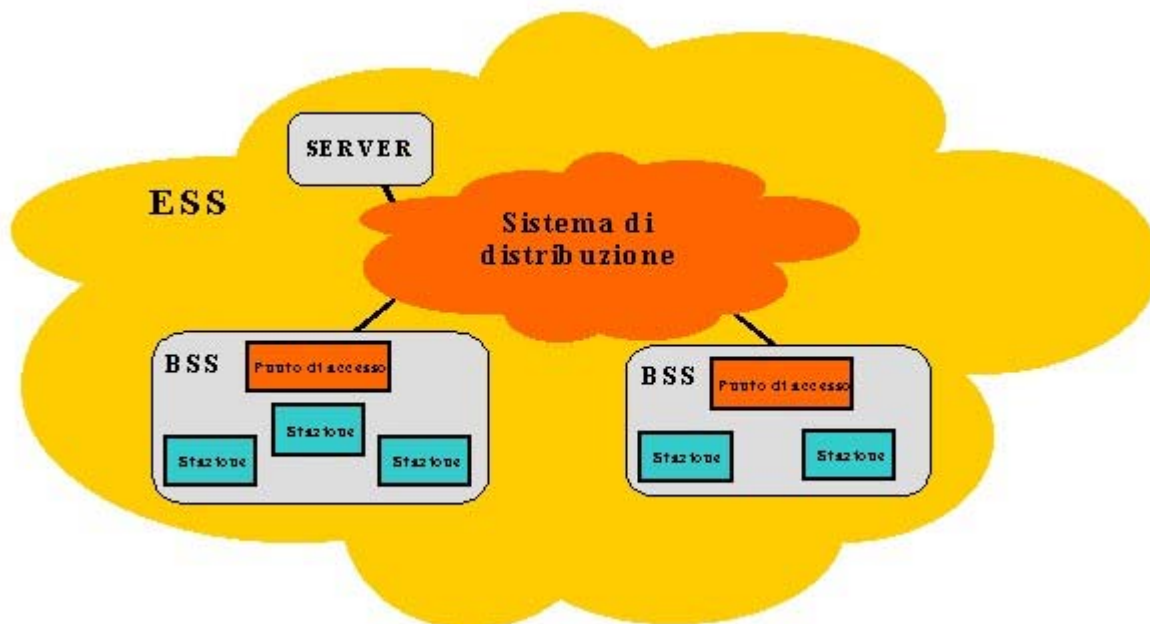 SERVER
ESS
Sistema di
distribuzione
BSS
Punto di accesso
Stazione
Stazione
Stazione
BSS
Punto di accesso
Stazione
Stazione